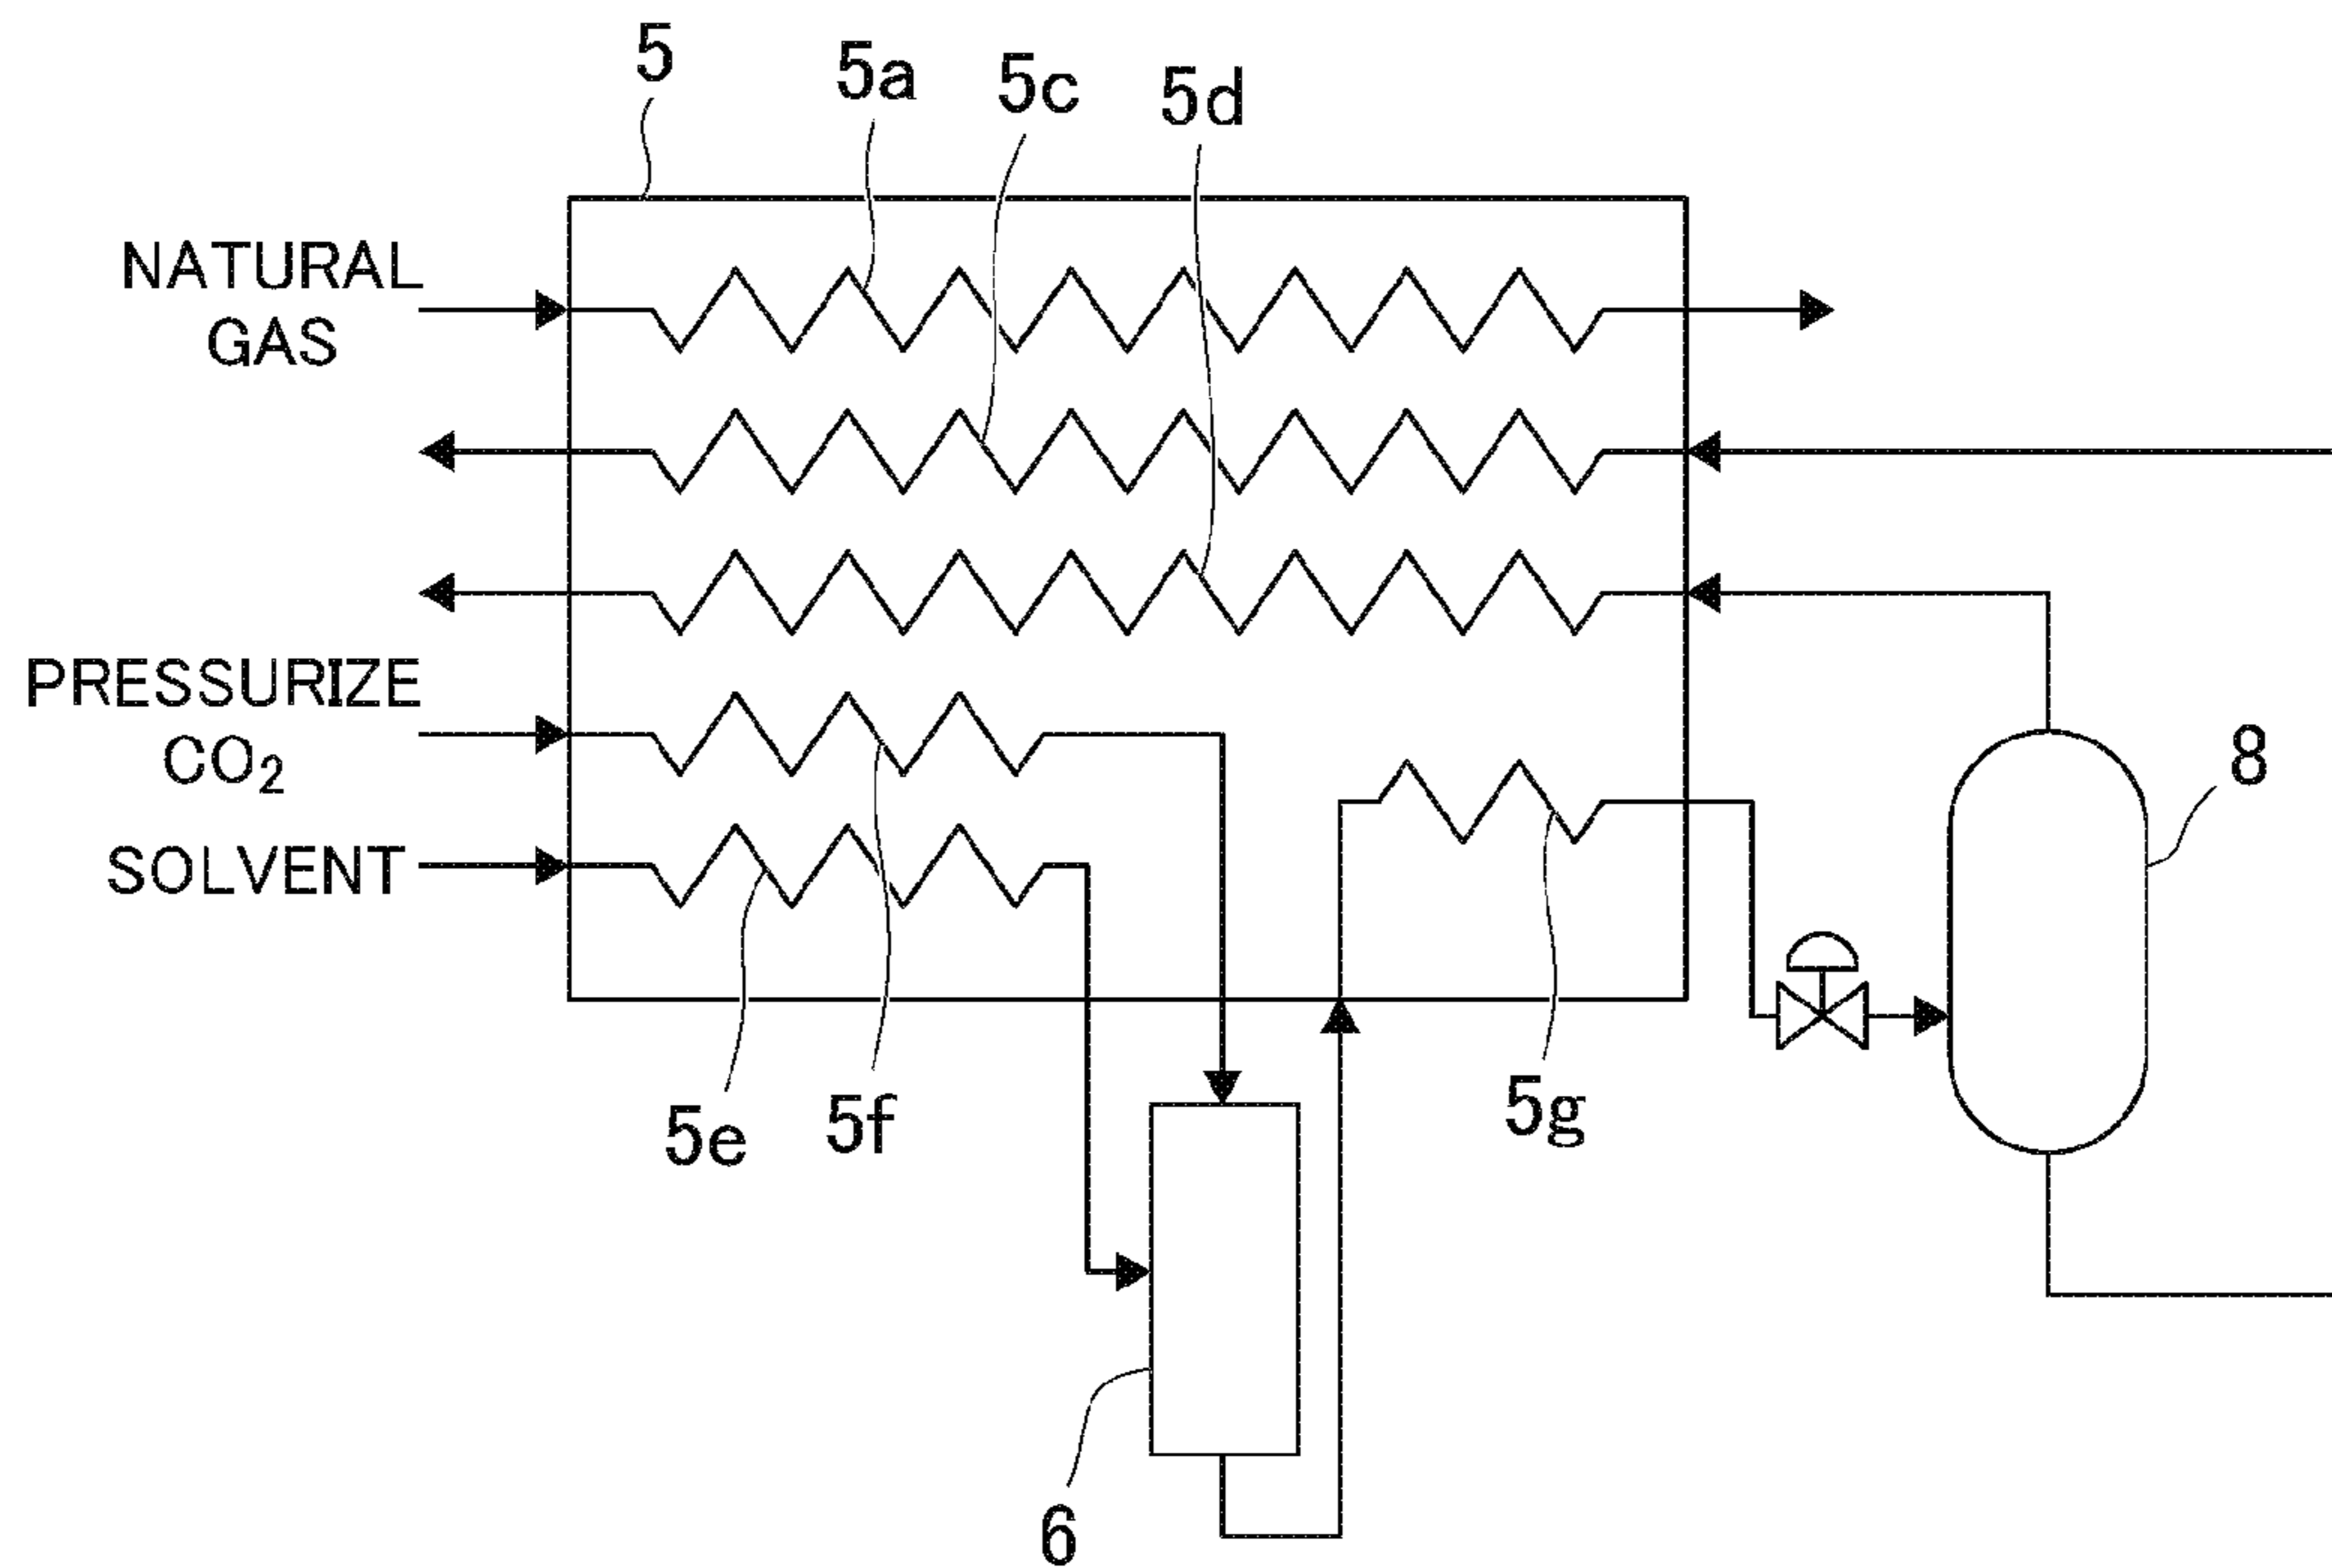 5
5a
5c
5d
NATURAL
GAS
PRESSURIZE
CO₂
SOLVENT
8
5e
5f
5g
6